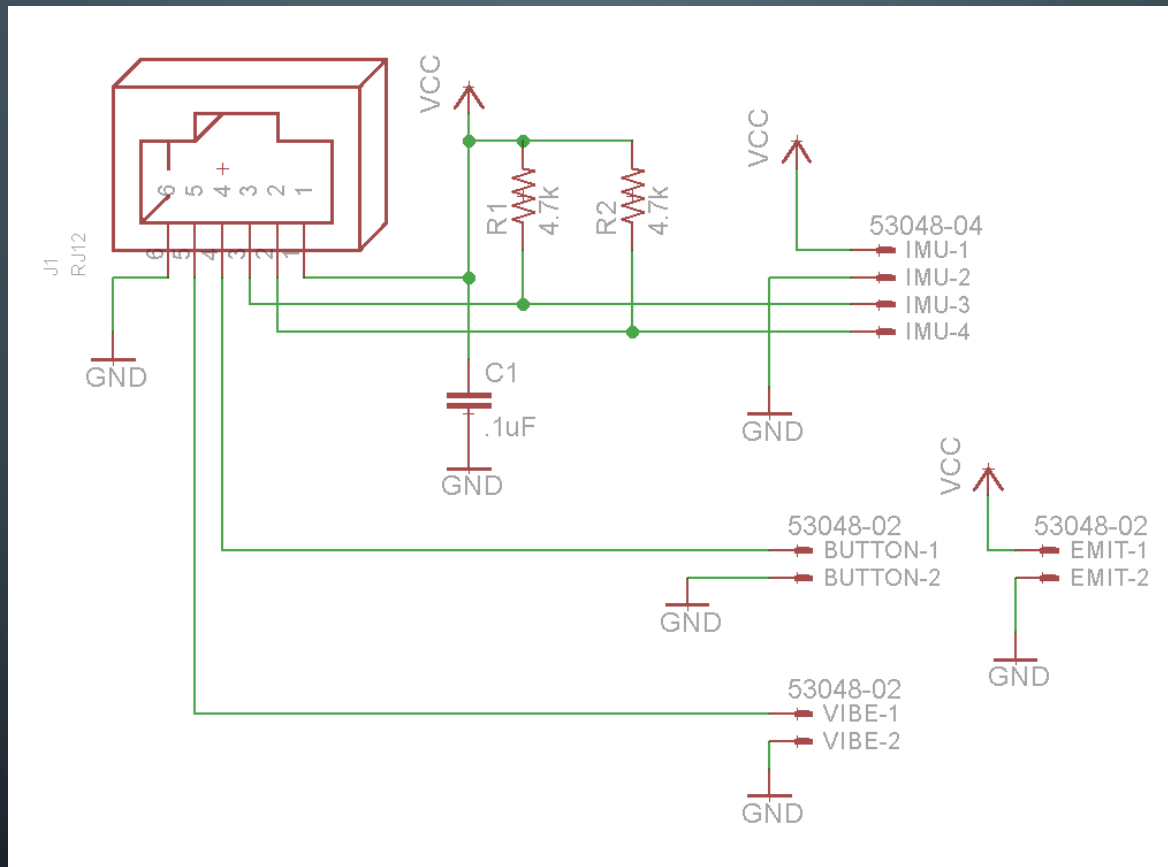 VCC
6 5 4 3 2 1
6 5 4 3 2 1
J1
RJ12
R1
4.7k
R2
4.7k
VCC
53048-04
IMU-1
IMU-2
IMU-3
IMU-4
GND
C1
.1uF
GND
GND
VCC
53048-02
BUTTON-1
BUTTON-2
GND
53048-02
EMIT-1
EMIT-2
GND
53048-02
VIBE-1
VIBE-2
GND